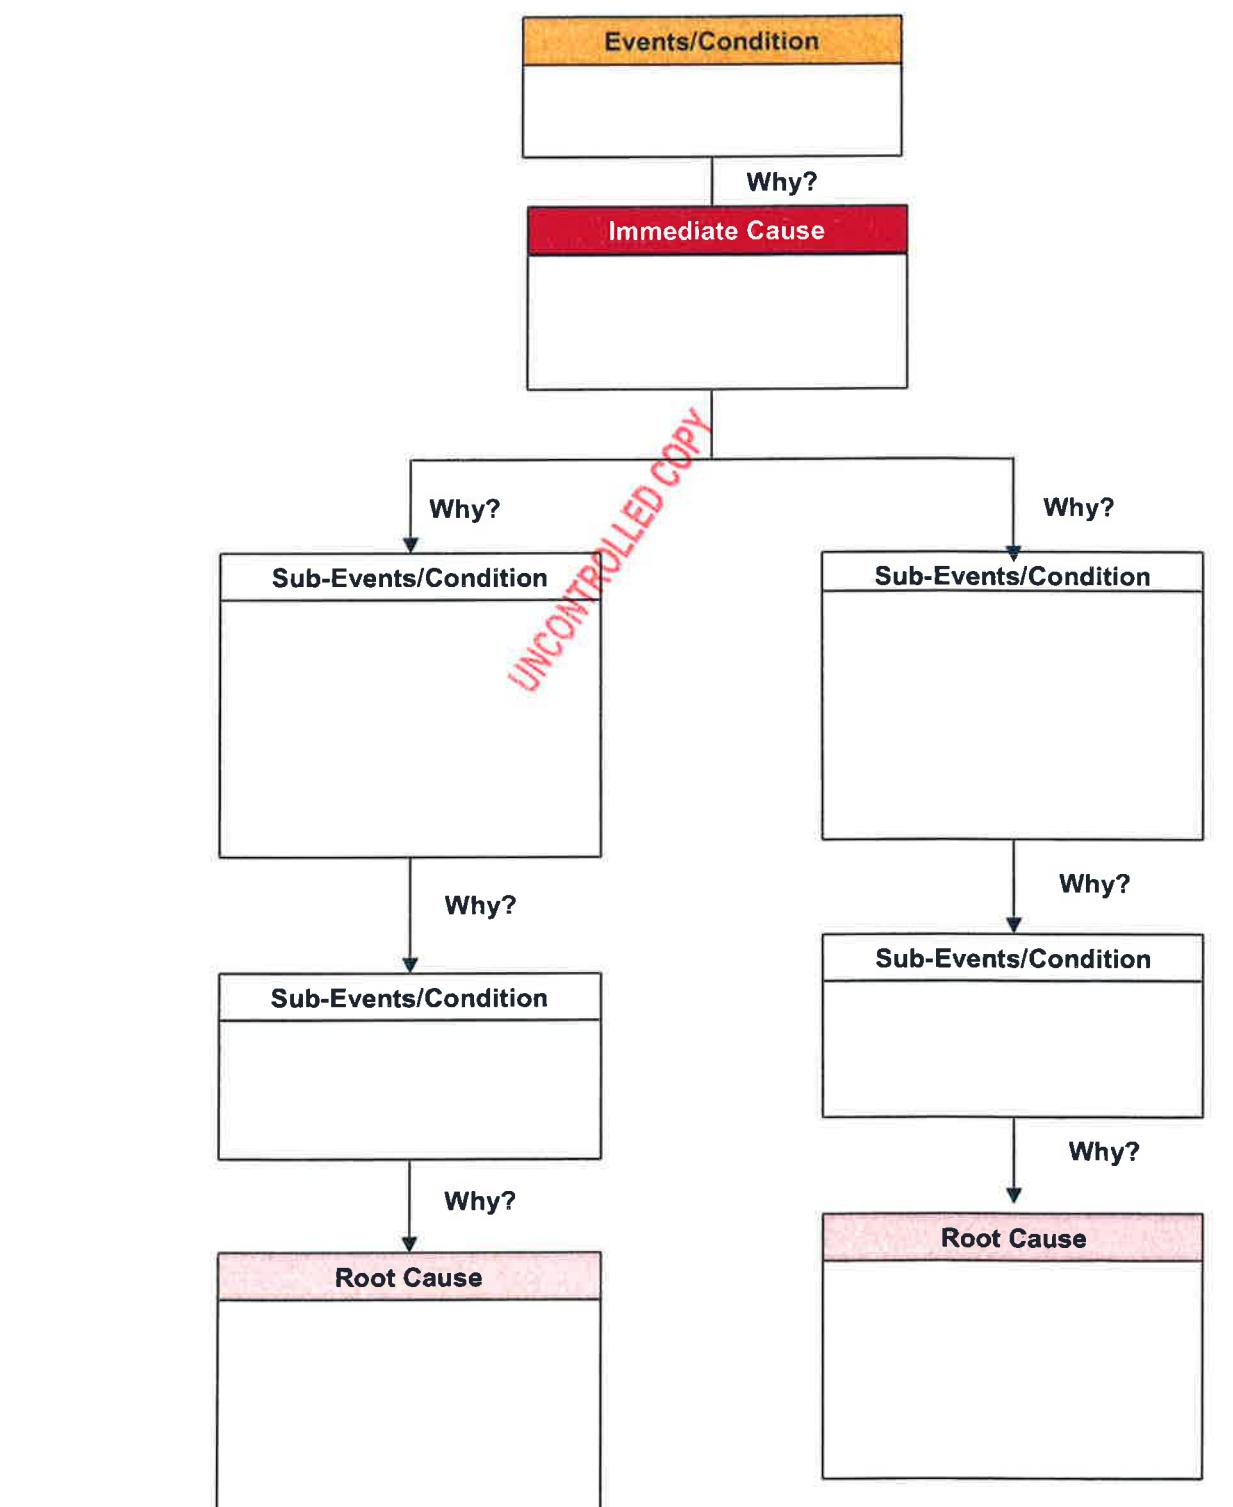 Events/Condition
Why?
Immediate Cause
UNCONTROLLED COPY
Why?
Why?
Sub-Events/Condition
Sub-Events/Condition
Why?
Why?
Sub-Events/Condition
Sub-Events/Condition
Why?
Why?
Root Cause
Root Cause